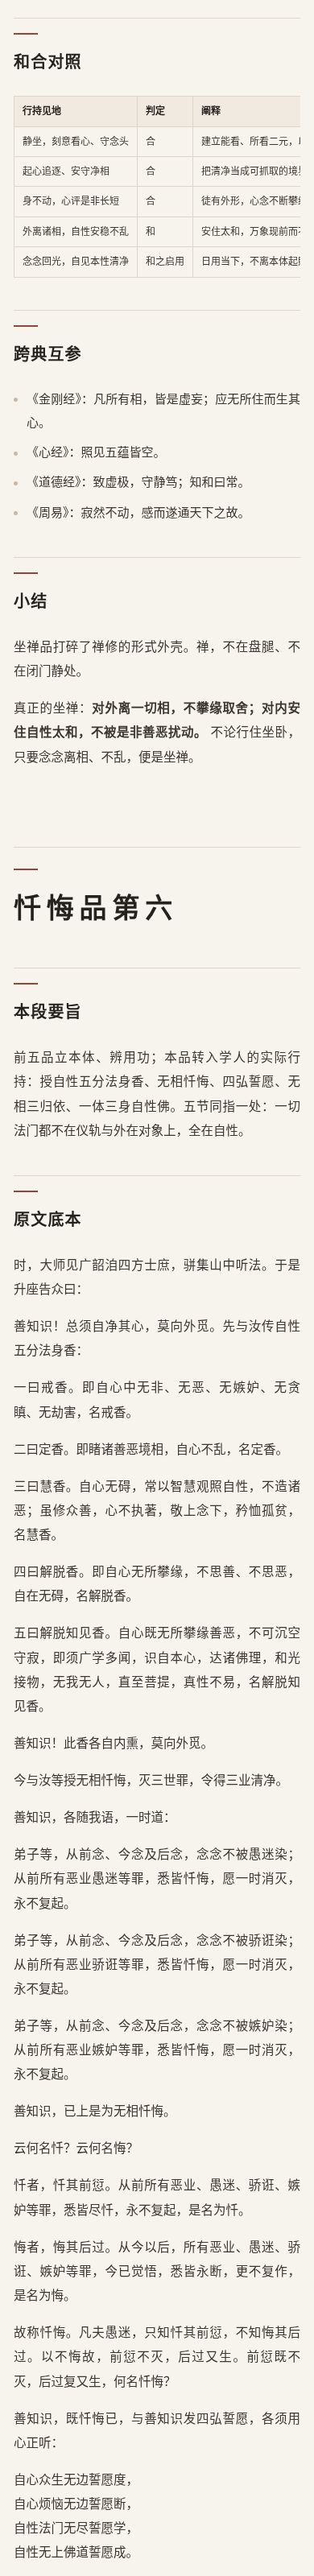 和合对照
行持见地 判定 阐释
静坐，刻意看心、守念头 合 建立能看、所看二元，
起心追逐、安守净相 合 把清净当成可抓取的境
身不动，心评是非长短 合 徒有外形，心念不断攀
外离诸相，自性安稳不乱 和 安住太和，万象现前而
念念回光，自见本性清净 和之启用 日用当下，不离本体起
跨典互参
《金刚经》：凡所有相，皆是虚妄；应无所住而生其
心。
《心经》：照见五蕴皆空。
《道德经》：致虚极，守静笃；知和曰常。
《周易》：寂然不动，感而遂通天下之故。
小结
坐禅品打碎了禅修的形式外壳。禅，不在盘腿、不
在闭门静处。
真正的坐禅：对外离一切相，不攀缘取舍；对内安
住自性太和，不被是非善恶扰动。 不论行住坐卧，
只要念念离相、不乱，便是坐禅。
忏悔品第六
本段要旨
前五品立本体、辨用功；本品转入学人的实际行
持：授自性五分法身香、无相忏悔、四弘誓愿、无
相三归依、一体三身自性佛。五节同指一处：一切
法门都不在仪轨与外在对象上，全在自性。
原文底本
时，大师见广韶洎四方士庶，骈集山中听法。于是
升座告众曰：
善知识！总须自净其心，莫向外觅。先与汝传自性
五分法身香：
一曰戒香。即自心中无非、无恶、无嫉妒、无贪
瞋、无劫害，名戒香。
二曰定香。即睹诸善恶境相，自心不乱，名定香。
三曰慧香。自心无碍，常以智慧观照自性，不造诸
恶；虽修众善，心不执著，敬上念下，矜恤孤贫，
名慧香。
四曰解脱香。即自心无所攀缘，不思善、不思恶，
自在无碍，名解脱香。
五曰解脱知见香。自心既无所攀缘善恶，不可沉空
守寂，即须广学多闻，识自本心，达诸佛理，和光
接物，无我无人，直至菩提，真性不易，名解脱知
见香。
善知识！此香各自内熏，莫向外觅。
今与汝等授无相忏悔，灭三世罪，令得三业清净。
善知识，各随我语，一时道：
弟子等，从前念、今念及后念，念念不被愚迷染；
从前所有恶业愚迷等罪，悉皆忏悔，愿一时消灭，
永不复起。
弟子等，从前念、今念及后念，念念不被骄诳染；
从前所有恶业骄诳等罪，悉皆忏悔，愿一时消灭，
永不复起。
弟子等，从前念、今念及后念，念念不被嫉妒染；
从前所有恶业嫉妒等罪，悉皆忏悔，愿一时消灭，
永不复起。
善知识，已上是为无相忏悔。
云何名忏？云何名悔？
忏者，忏其前愆。从前所有恶业、愚迷、骄诳、嫉
妒等罪，悉皆尽忏，永不复起，是名为忏。
悔者，悔其后过。从今以后，所有恶业、愚迷、骄
诳、嫉妒等罪，今已觉悟，悉皆永断，更不复作，
是名为悔。
故称忏悔。凡夫愚迷，只知忏其前愆，不知悔其后
过。以不悔故，前愆不灭，后过又生。前愆既不
灭，后过复又生，何名忏悔？
善知识，既忏悔已，与善知识发四弘誓愿，各须用
心正听：
自心众生无边誓愿度，
自心烦恼无边誓愿断，
自性法门无尽誓愿学，
自性无上佛道誓愿成。